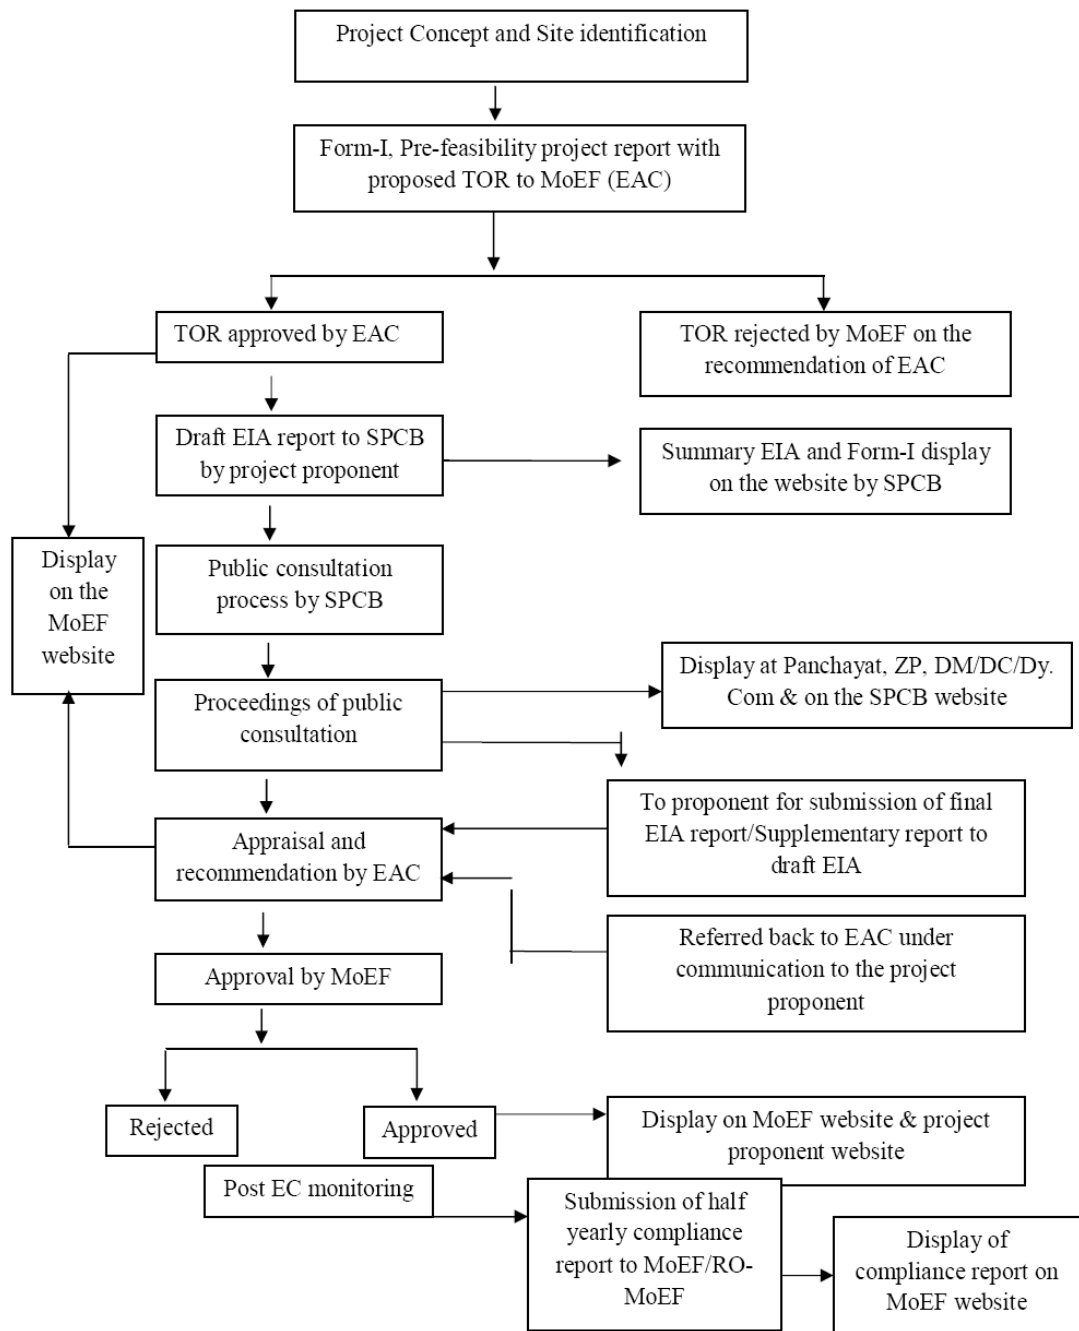 Project Concept and Site identification
Form-I, Pre-feasibility project report with
proposed TOR to MoEF (EAC)
TOR approved by EAC
TOR rejected by MoEF on the
recommendation of EAC
Draft EIA report to SPCB
by project proponent
Summary EIA and Form-I display
on the website by SPCB
Display
on the
MoEF
website
Public consultation
process by SPCB
Proceedings of public
consultation
Display at Panchayat, ZP, DM/DC/Dy.
Com & on the SPCB website
To proponent for submission of final
EIA report/Supplementary report to
draft EIA
Appraisal and
recommendation by EAC
Referred back to EAC under
communication to the project
proponent
Approval by MoEF
Rejected
Approved
Display on MoEF website & project
proponent website
Post EC monitoring
Submission of half
yearly compliance
report to MoEF/RO-
MoEF
Display of
compliance report on
MoEF website